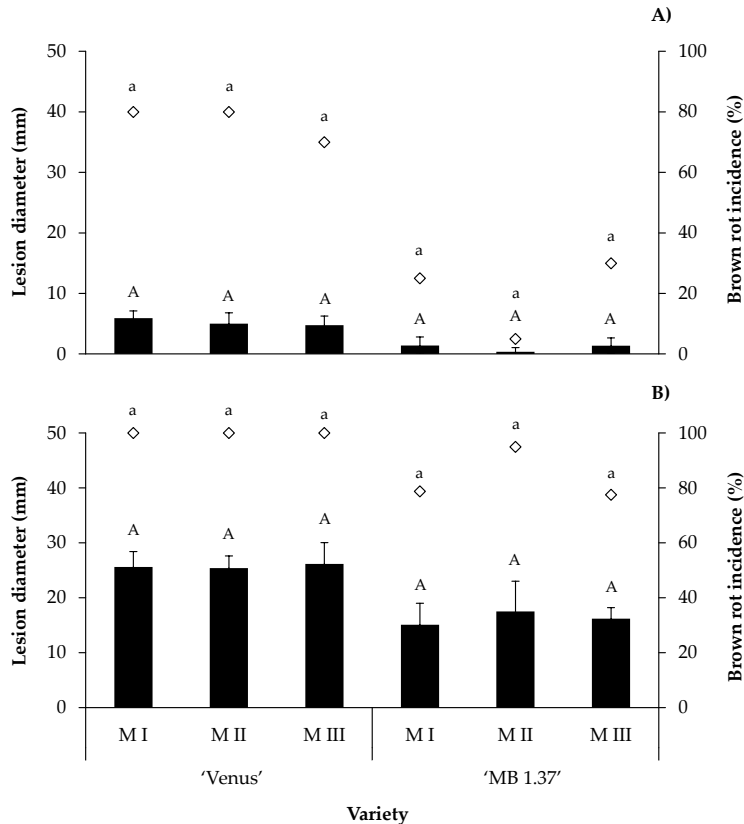 A)
50 100
a a
40 80
a
Lesion diameter (mm)
30 60
Brown rot incidence (%)
20 40
a a
a
10 20
A A A A A A
0 0
B)
a a a
50 100
a
a a
40 80
Lesion diameter (mm)
A A A
30 60
Brown rot incidence (%)
A A A
20 40
10 20
0 0
M I M II M III M I M II M III
‘Venus’ ‘MB 1.37’
Variety